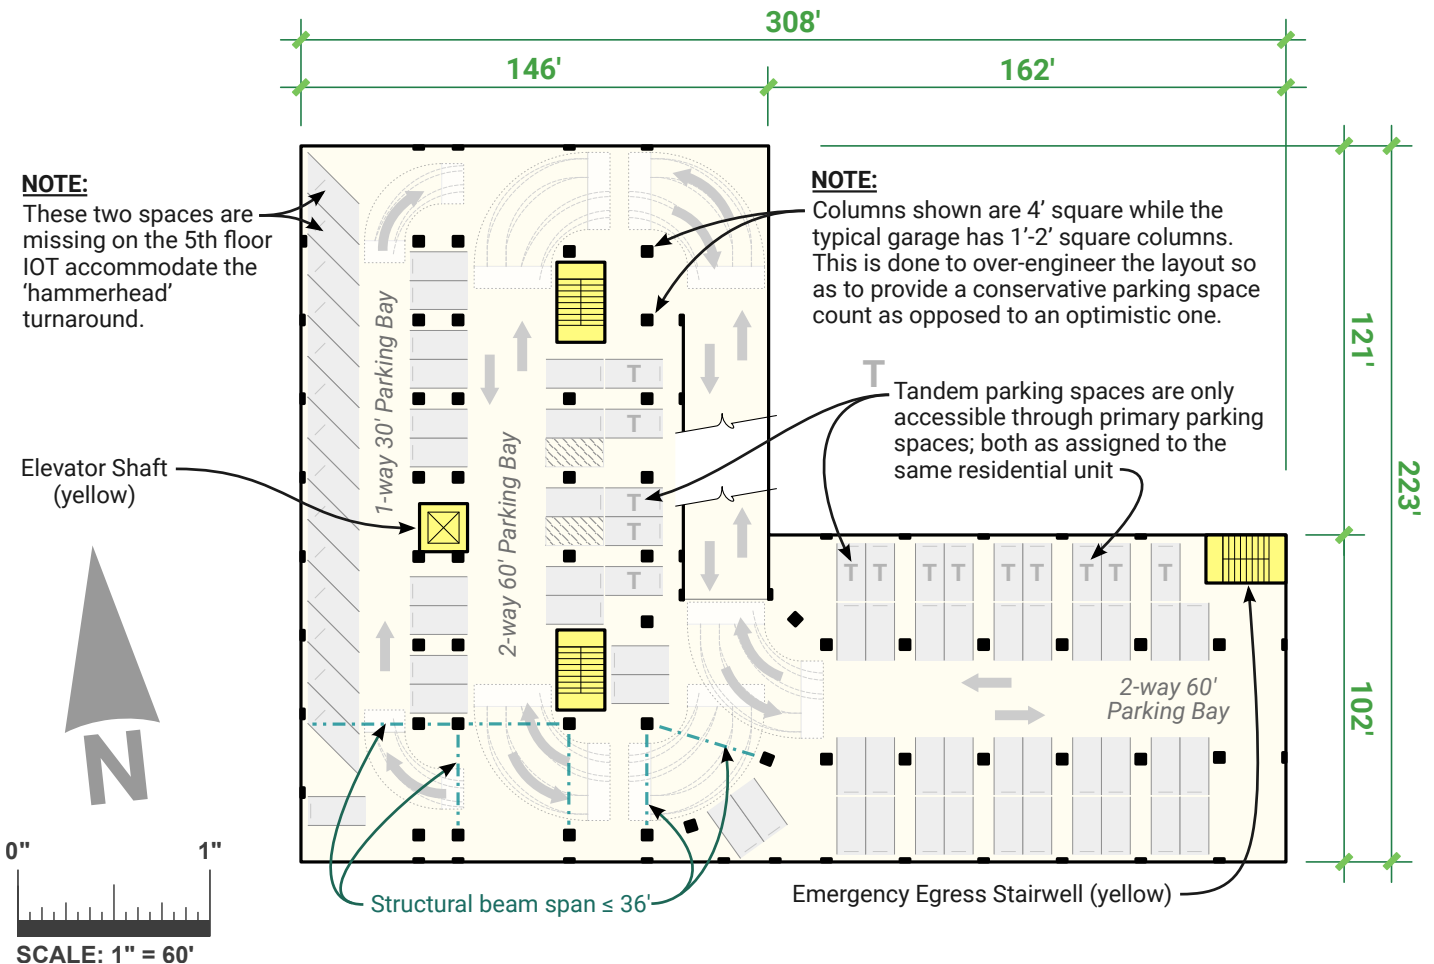 308'
146'
162'
NOTE:
These two spaces are
missing on the 5th floor
IOT accommodate the
‘hammerhead’
turnaround.
NOTE:
Columns shown are 4’ square while the
typical garage has 1’-2’ square columns.
This is done to over-engineer the layout so
as to provide a conservative parking space
count as opposed to an optimistic one.
121'
1-way 30' Parking Bay
T
Tandem parking spaces are only
accessible through primary parking
spaces; both as assigned to the
same residential unit
T
T
2-way 60' Parking Bay
Elevator Shaft
(yellow)
223'
T
T
T
T T T T T T T T T
2-way 60'
Parking Bay
102'
N
0" 1"
SCALE: 1" = 60'
Structural beam span ≤ 36'
Emergency Egress Stairwell (yellow)